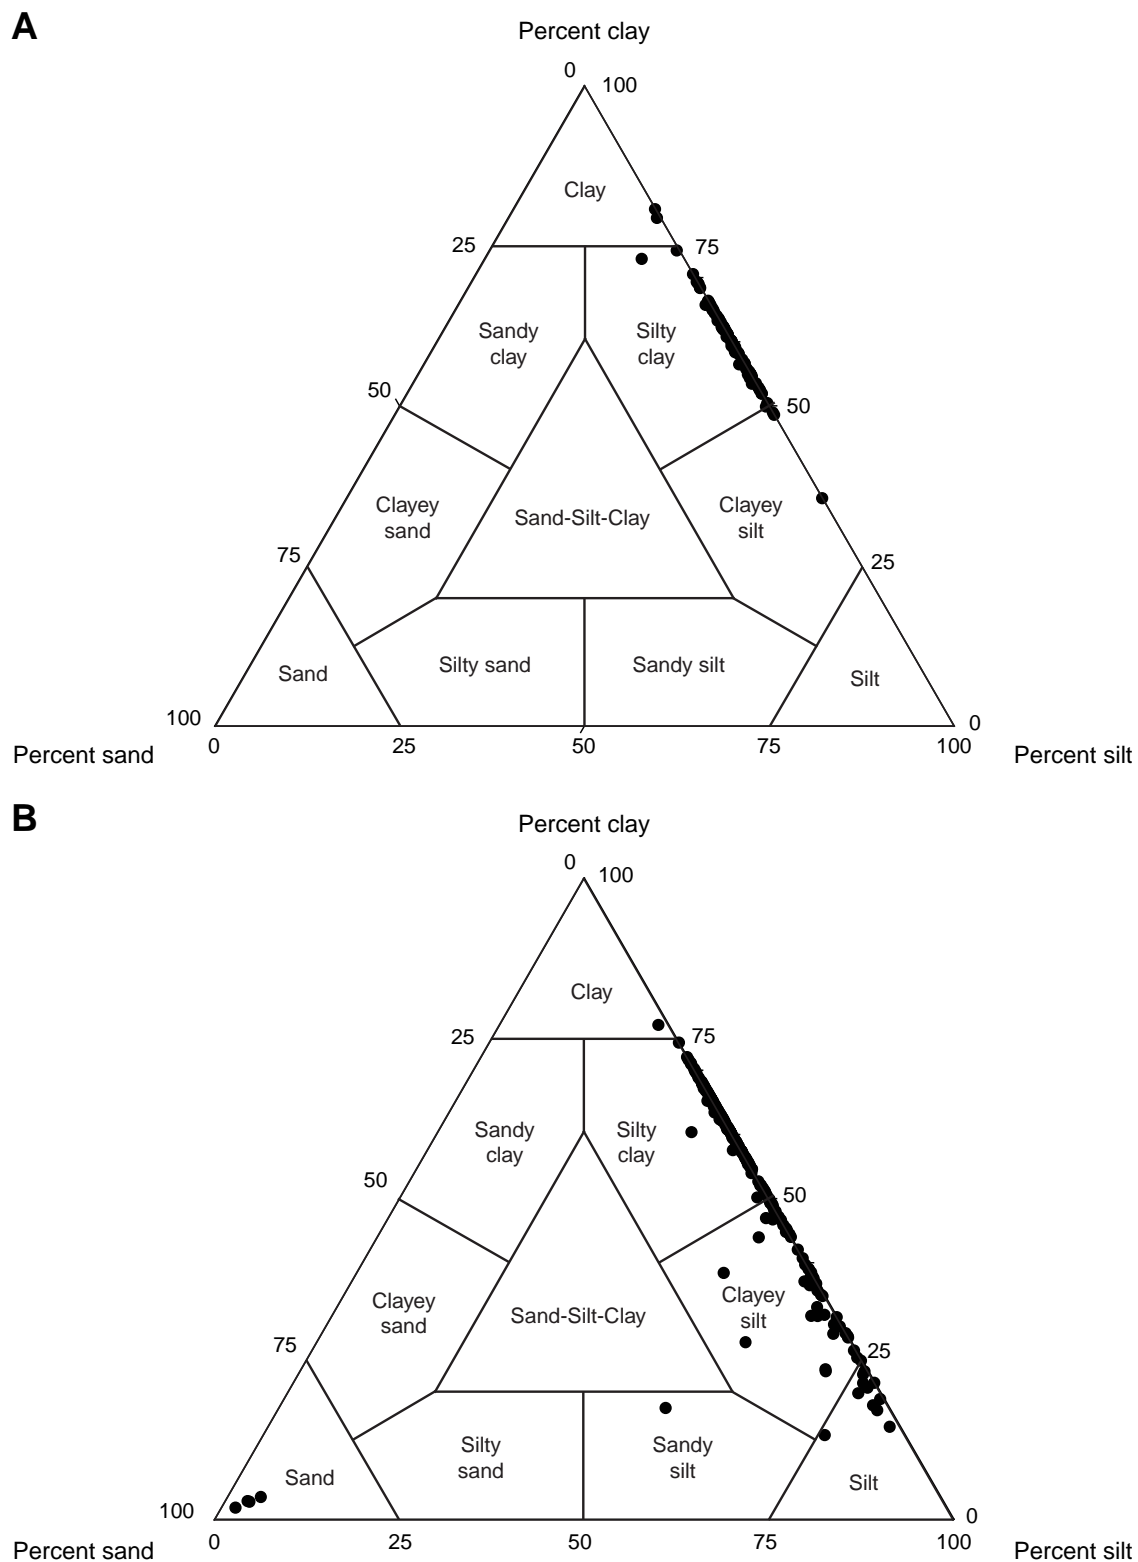 A
Percent clay
0
100
Clay
25
75
Sandy
clay
Silty
clay
50
50
Clayey
sand
Sand-Silt-Clay
Clayey
silt
75
25
Sand
Silty sand
Sandy silt
Silt
100
0
0
25
50
75
100
Percent sand
Percent silt
B
Percent clay
0
100
Clay
25
75
Sandy
clay
Silty
clay
50
50
Clayey
sand
Sand-Silt-Clay
Clayey
silt
75
25
Silty
sand
Sandy
silt
Sand
Silt
100
0
0
25
50
75
100
Percent sand
Percent silt